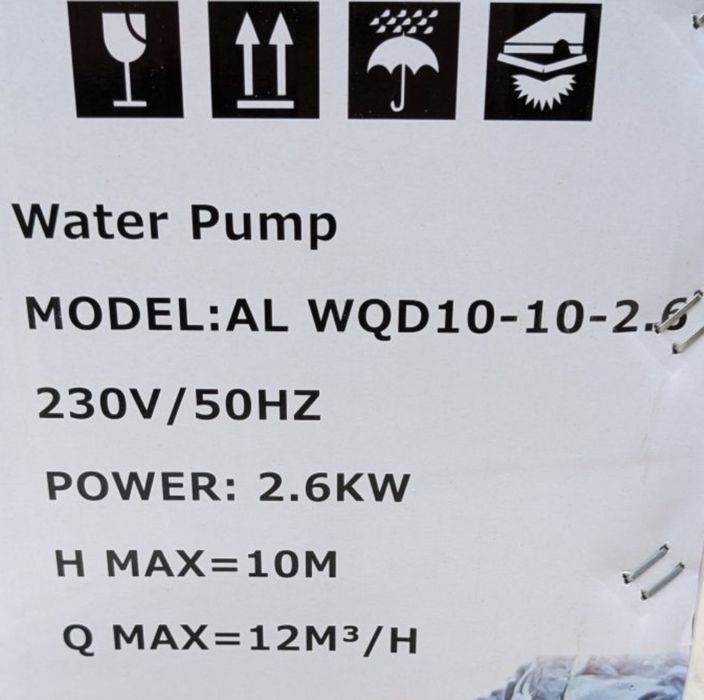 Water Pump
MODEL:AL WQD10-10-2.6
230V/50HZ
POWER: 2.6KW
H MAX=10M
Q MAX=12M³/H